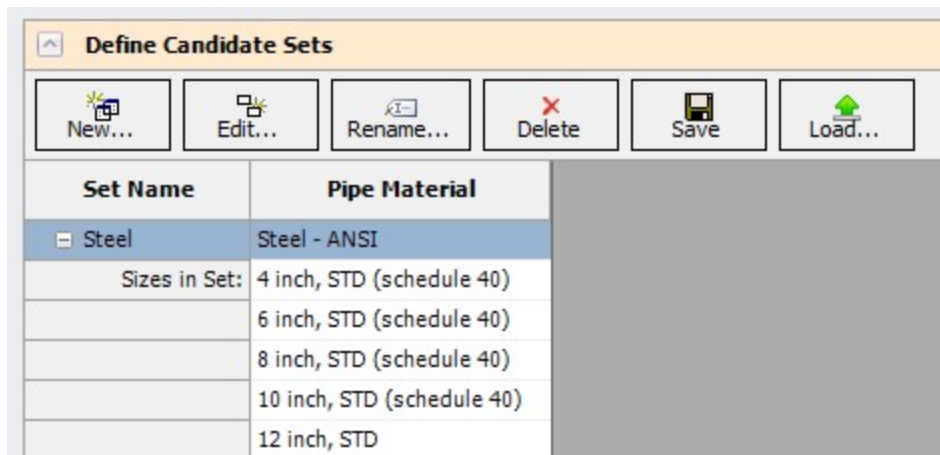 Define Candidate Sets
New... Edit... Rename... Delete Save Load...
Set Name Pipe Material
Steel Steel - ANSI
Sizes in Set: 4 inch, STD (schedule 40)
6 inch, STD (schedule 40)
8 inch, STD (schedule 40)
10 inch, STD (schedule 40)
12 inch, STD